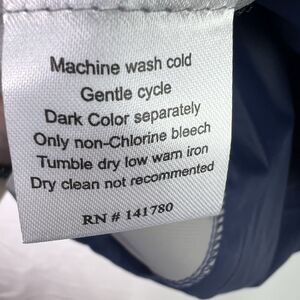 Machine wash cold
Gentle cycle
Dark Color separately
Only non-Chlorine bleech
Tumble dry low wam iron
Dry clean not recommented
RN # 141780